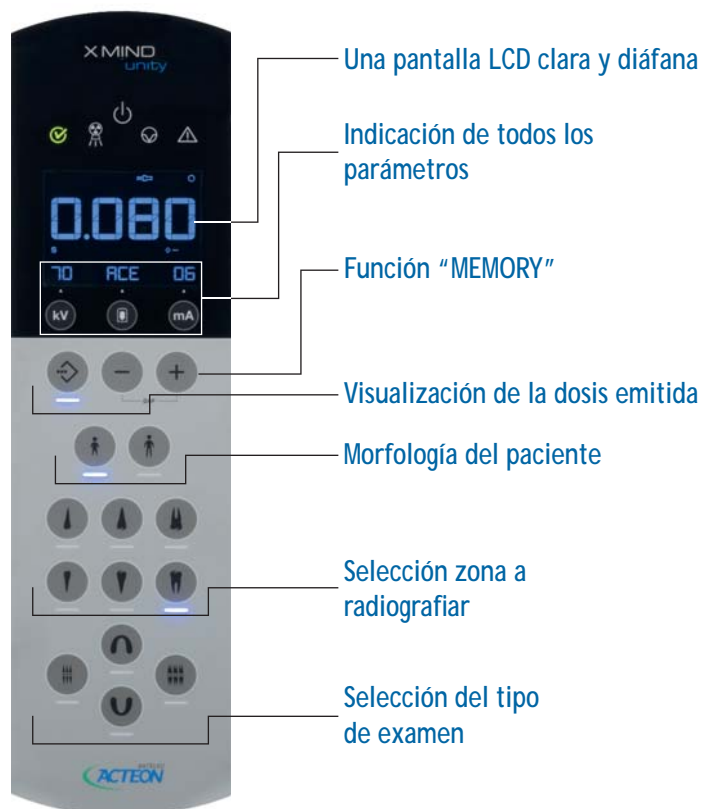 X MIND
unity
Una pantalla LCD clara y diáfana
Indicación de todos los
parámetros
0.080
s
70 ACE 06
kV mA
Función “MEMORY”
Visualización de la dosis emitida
Morfología del paciente
Selección zona a
radiografiar
Selección del tipo
de examen
ACTEON